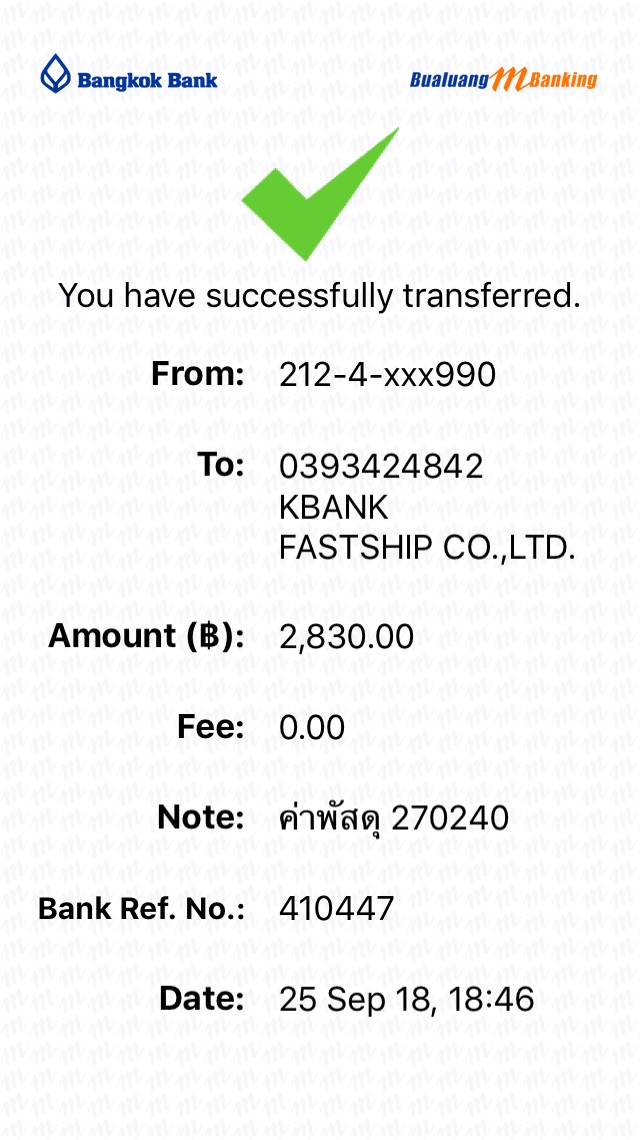 Bangkok Bank
Bualuang mBanking
You have successfully transferred.
From: 212-4-xxx990
To: 0393424842
KBANK
FASTSHIP CO.,LTD.
Amount (฿): 2,830.00
Fee: 0.00
Note: ค่าพัสดุ 270240
Bank Ref. No.: 410447
Date: 25 Sep 18, 18:46